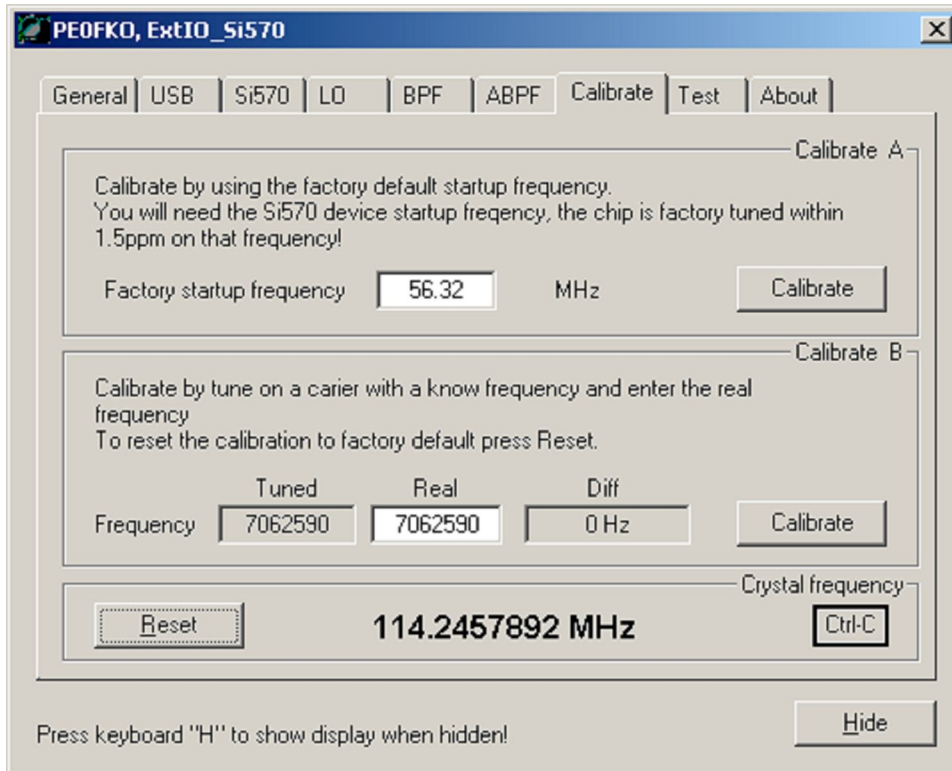 PE0FKO, ExtIO_Si570
General USB Si570 LO BPF ABPF Calibrate Test About
Calibrate A
Calibrate by using the factory default startup frequency.
You will need the Si570 device startup freqency, the chip is factory tuned within
1.5ppm on that frequency!
Factory startup frequency 56.32 MHz Calibrate
Calibrate B
Calibrate by tune on a carier with a know frequency and enter the real
frequency
To reset the calibration to factory default press Reset.
Tuned Real Diff
Frequency 7062590 7062590 0 Hz Calibrate
Crystal frequency
Reset 114.2457892 MHz Ctrl-C
Press keyboard "H" to show display when hidden! Hide